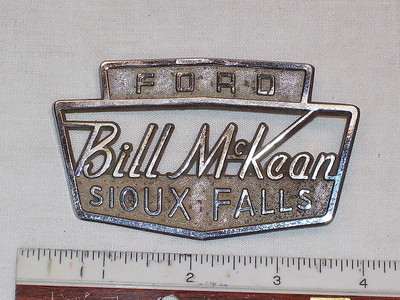 FORD
Bill McKean
SIOUX FALLS
1 2 3 4